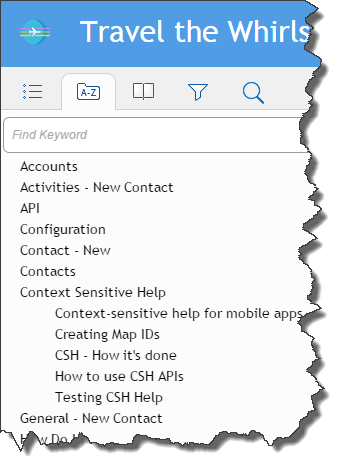 Travel the Whirls
A-Z
Find Keyword
Accounts
Activities - New Contact
API
Configuration
Contact - New
Contacts
Context Sensitive Help
Context-sensitive help for mobile apps
Creating Map IDs
CSH - How it's done
How to use CSH APIs
Testing CSH Help
General - New Contact
How Do